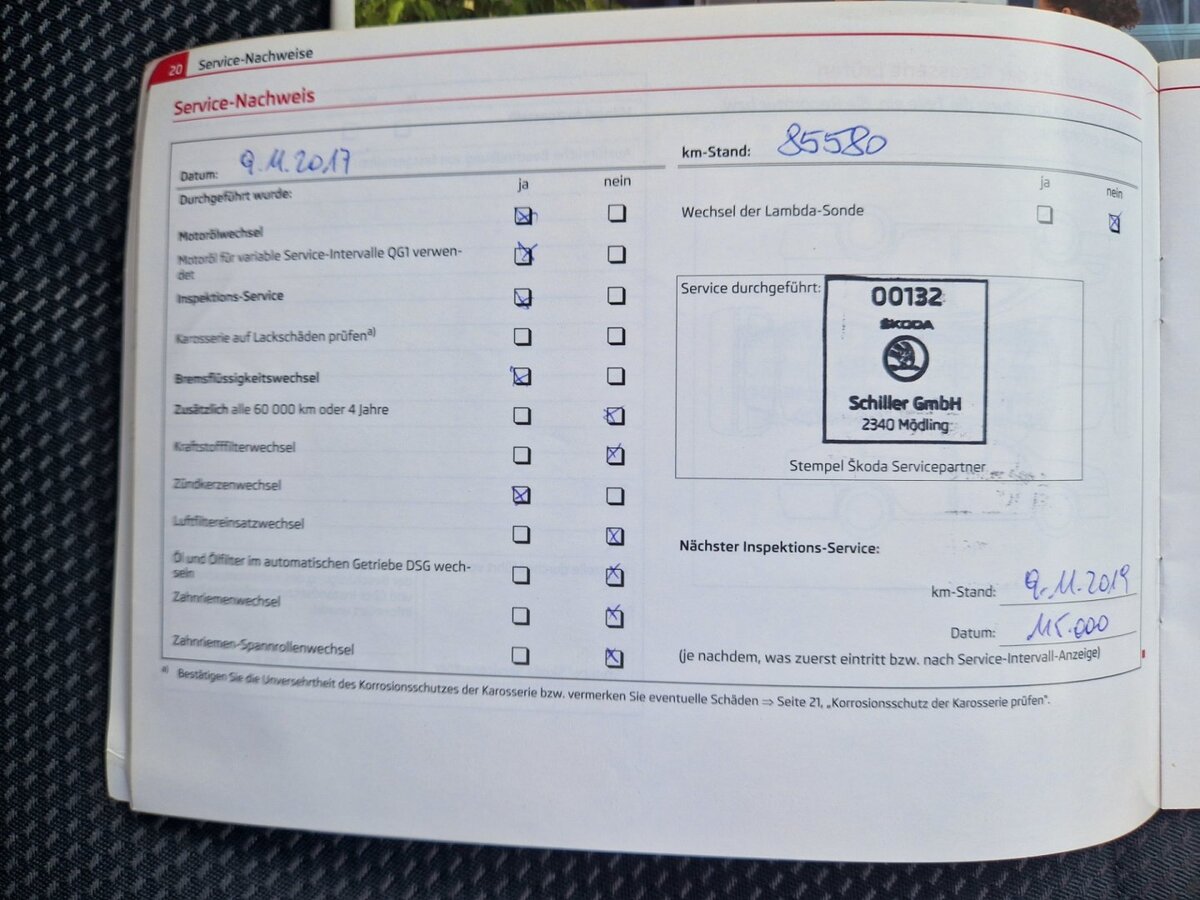 20 Service-Nachweise
Service-Nachweis
Datum: 9.11.2017
Durchgeführt wurde:
ja nein
Motorölwechsel
Motoröl für variable Service-Intervalle QG1 verwen-
det
Inspektions-Service
Karosserie auf Lackschäden prüfen a)
Bremsflüssigkeitswechsel
Zusätzlich alle 60 000 km oder 4 Jahre
Kraftstofffilterwechsel
Zündkerzenwechsel
Luftfiltereinsatzwechsel
Öl und Ölfilter im automatischen Getriebe DSG wech-
seln
Zahnriemenwechsel
Zahnriemen-Spannrollenwechsel
km-Stand: 85580
ja nein
Wechsel der Lambda-Sonde
Service durchgeführt:
00132
ŠKODA
Schiller GmbH
2340 Mödling
Stempel Škoda Servicepartner
Nächster Inspektions-Service:
km-Stand: 9.11.2019
Datum: 115.000
(je nachdem, was zuerst eintritt bzw. nach Service-Intervall-Anzeige)
a) Bestätigen Sie die Unversehrtheit des Korrosionsschutzes der Karosserie bzw. vermerken Sie eventuelle Schäden ⇒ Seite 21, „Korrosionsschutz der Karosserie prüfen".